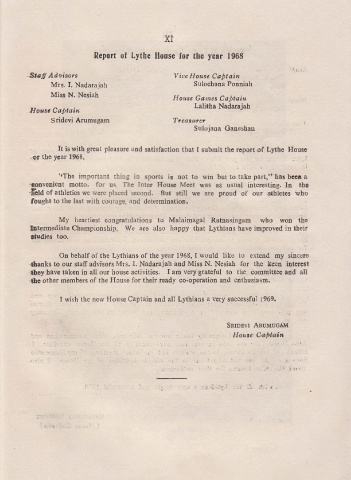 XI
Report of Lythe House for the year 1968
Staff Advisors
Mrs. I. Nadarajah
Miss N. Nesiah
House Captain
Sridevi Arumugam
Vice House Captain
Sulochana Ponniah
House Games Captain
Lalitha Nadarajah
Treasurer
Sulojana Ganeshan
It is with great pleasure and satisfaction that I submit the report of Lythe House
or the year 1968.
"The important thing in sports is not to win but to take part," has been a
convenient motto. for us. The Inter House Meet was as usual interesting. In the
field of athletics we were placed second. But still we are proud of our athletes who
fought to the last with courage, and determination.
My heartiest congratulations to Malaimagal Ratnasingam who won the
Intermediate Championship. We are also happy that Lythians have improved in their
studies too.
On behalf of the Lythians of the year 1968, I would like to extend my sincere
thanks to our staff advisors Mrs. I. Nadarajah and Miss N. Nesiah for the keen interest
they have taken in all our house activities. I am very grateful to the committee and all
the other members of the House for their ready co-operation and enthusiasm.
I wish the new House Captain and all Lythians a very successful 1969.
SRIDEVI ARUMUGAM
House Captain